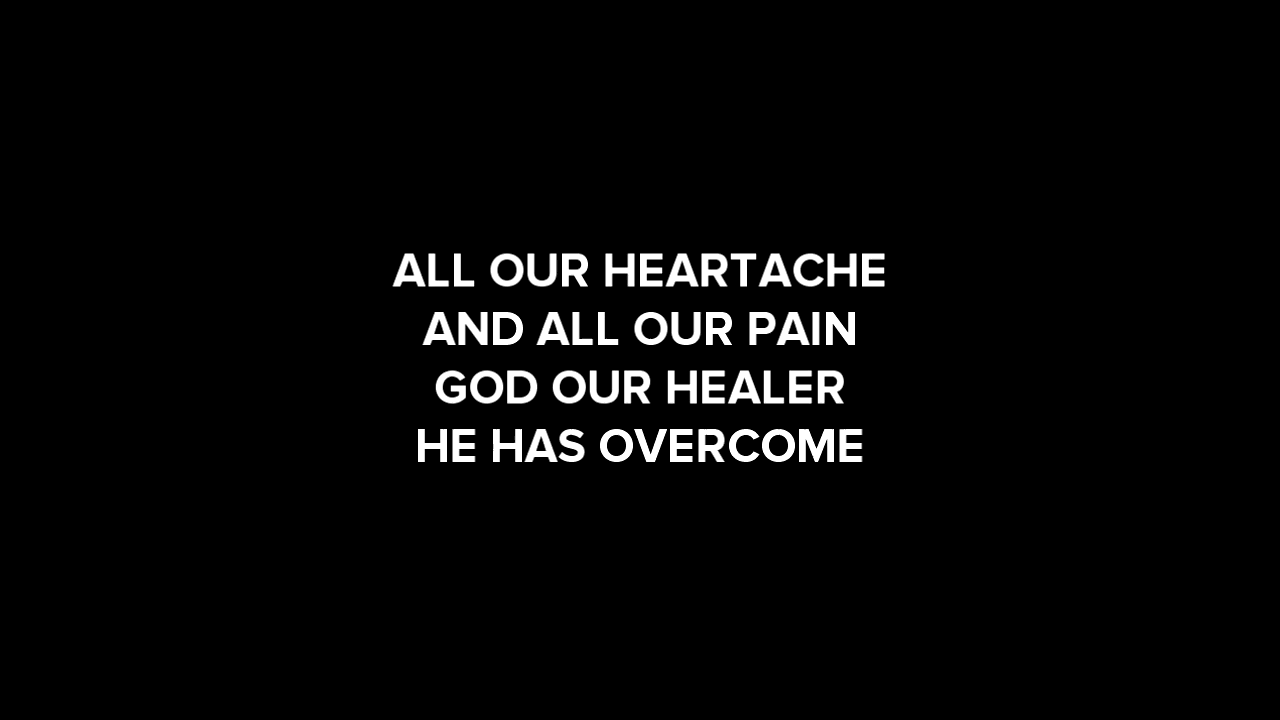 ALL OUR HEARTACHE
AND ALL OUR PAIN
GOD OUR HEALER
HE HAS OVERCOME